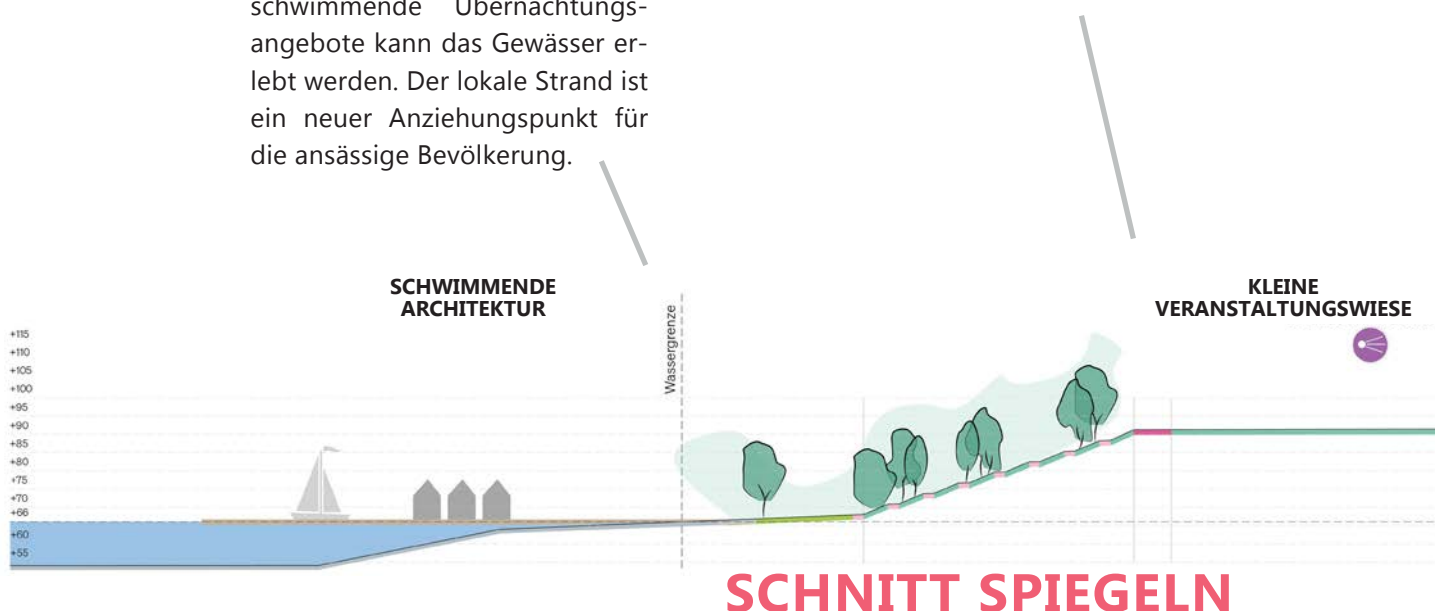 schwimmende Übernachtungs-
angebote kann das Gewässer er-
lebt werden. Der lokale Strand ist
ein neuer Anziehungspunkt für
die ansässige Bevölkerung.
SCHWIMMENDE
ARCHITEKTUR
Wassergrenze
KLEINE
VERANSTALTUNGSWIESE
+115
+110
+105
+100
+95
+90
+85
+80
+75
+70
+66
+60
+55
SCHNITT SPIEGELN